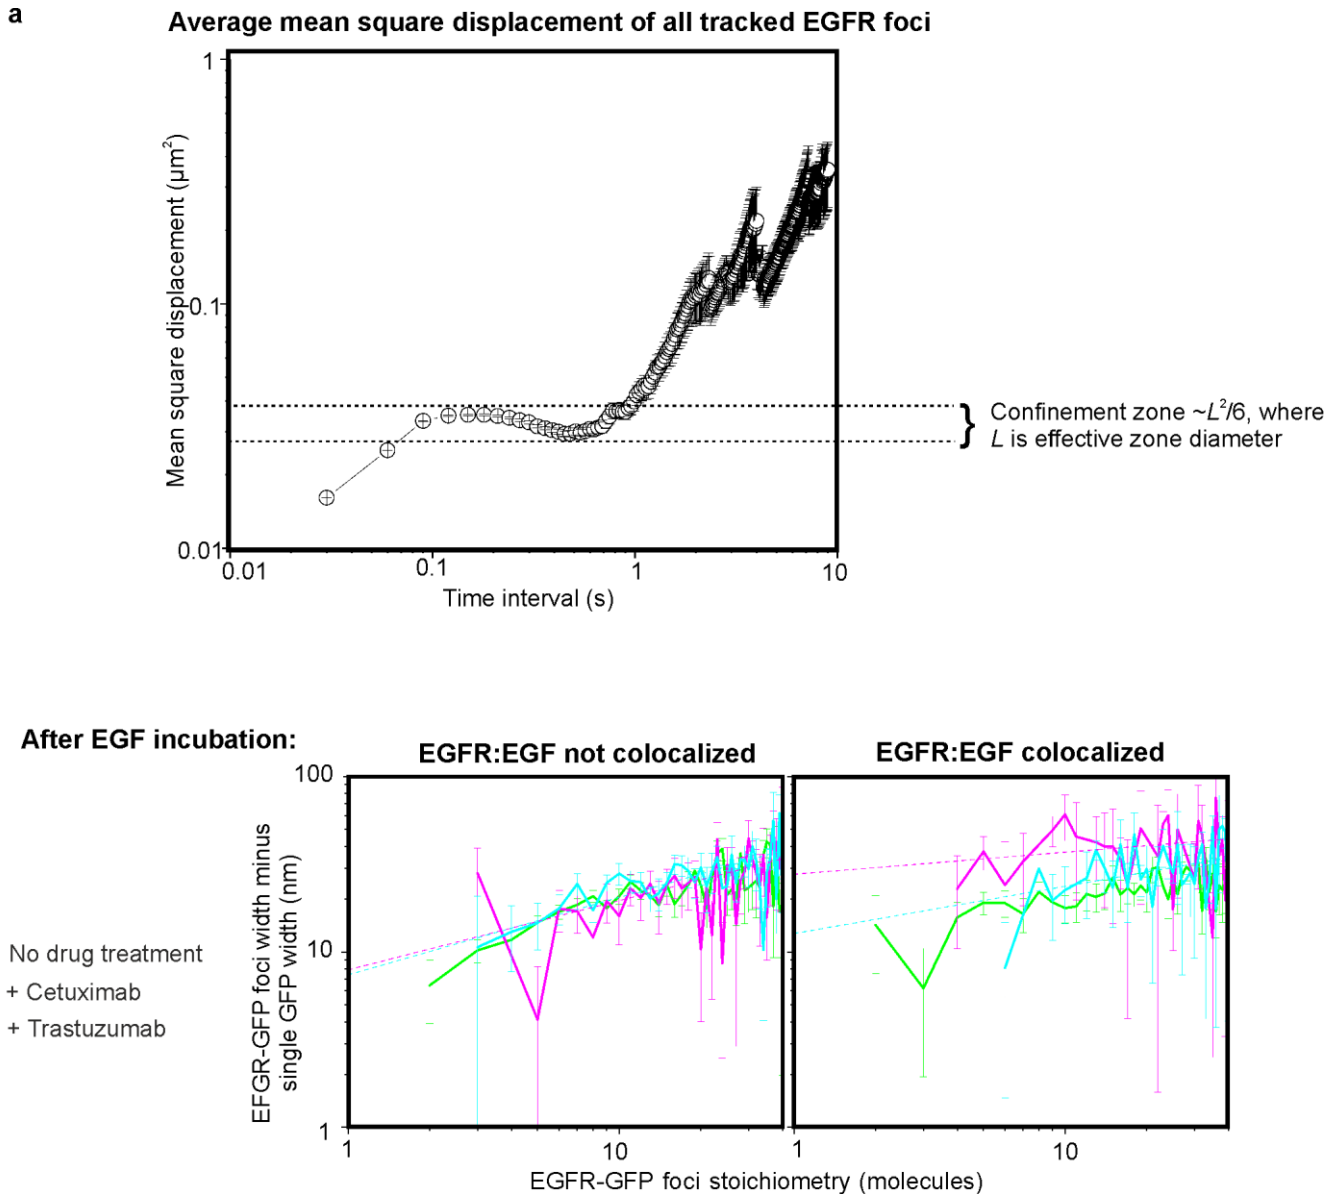 a
Average mean square displacement of all tracked EGFR foci
Mean square displacement (µm²)
1
0.1
0.01
0.01
0.1
1
10
Time interval (s)
Confinement zone ~L²/6, where
L is effective zone diameter
After EGF incubation:
EGFR:EGF not colocalized
EGFR:EGF colocalized
No drug treatment
+ Cetuximab
+ Trastuzumab
EFGR-GFP foci width minus
single GFP width (nm)
100
10
1
1
10
1
10
EGFR-GFP foci stoichiometry (molecules)